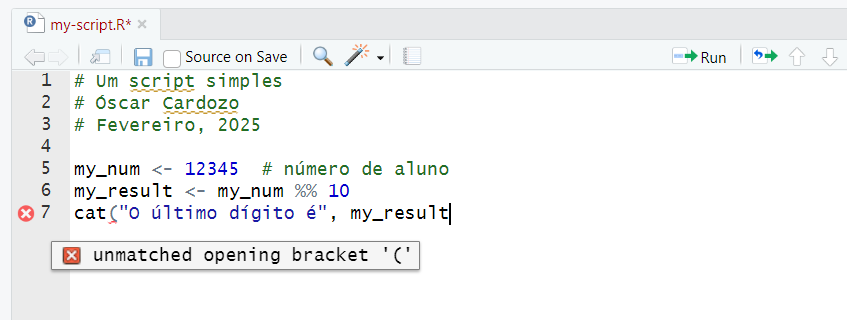 my-script.R*
Source on Save
Run
1 # Um script simples
2 # Óscar Cardozo
3 # Fevereiro, 2025
4
5 my_num <- 12345  # número de aluno
6 my_result <- my_num %% 10
7 cat("O último dígito é", my_result
unmatched opening bracket '('